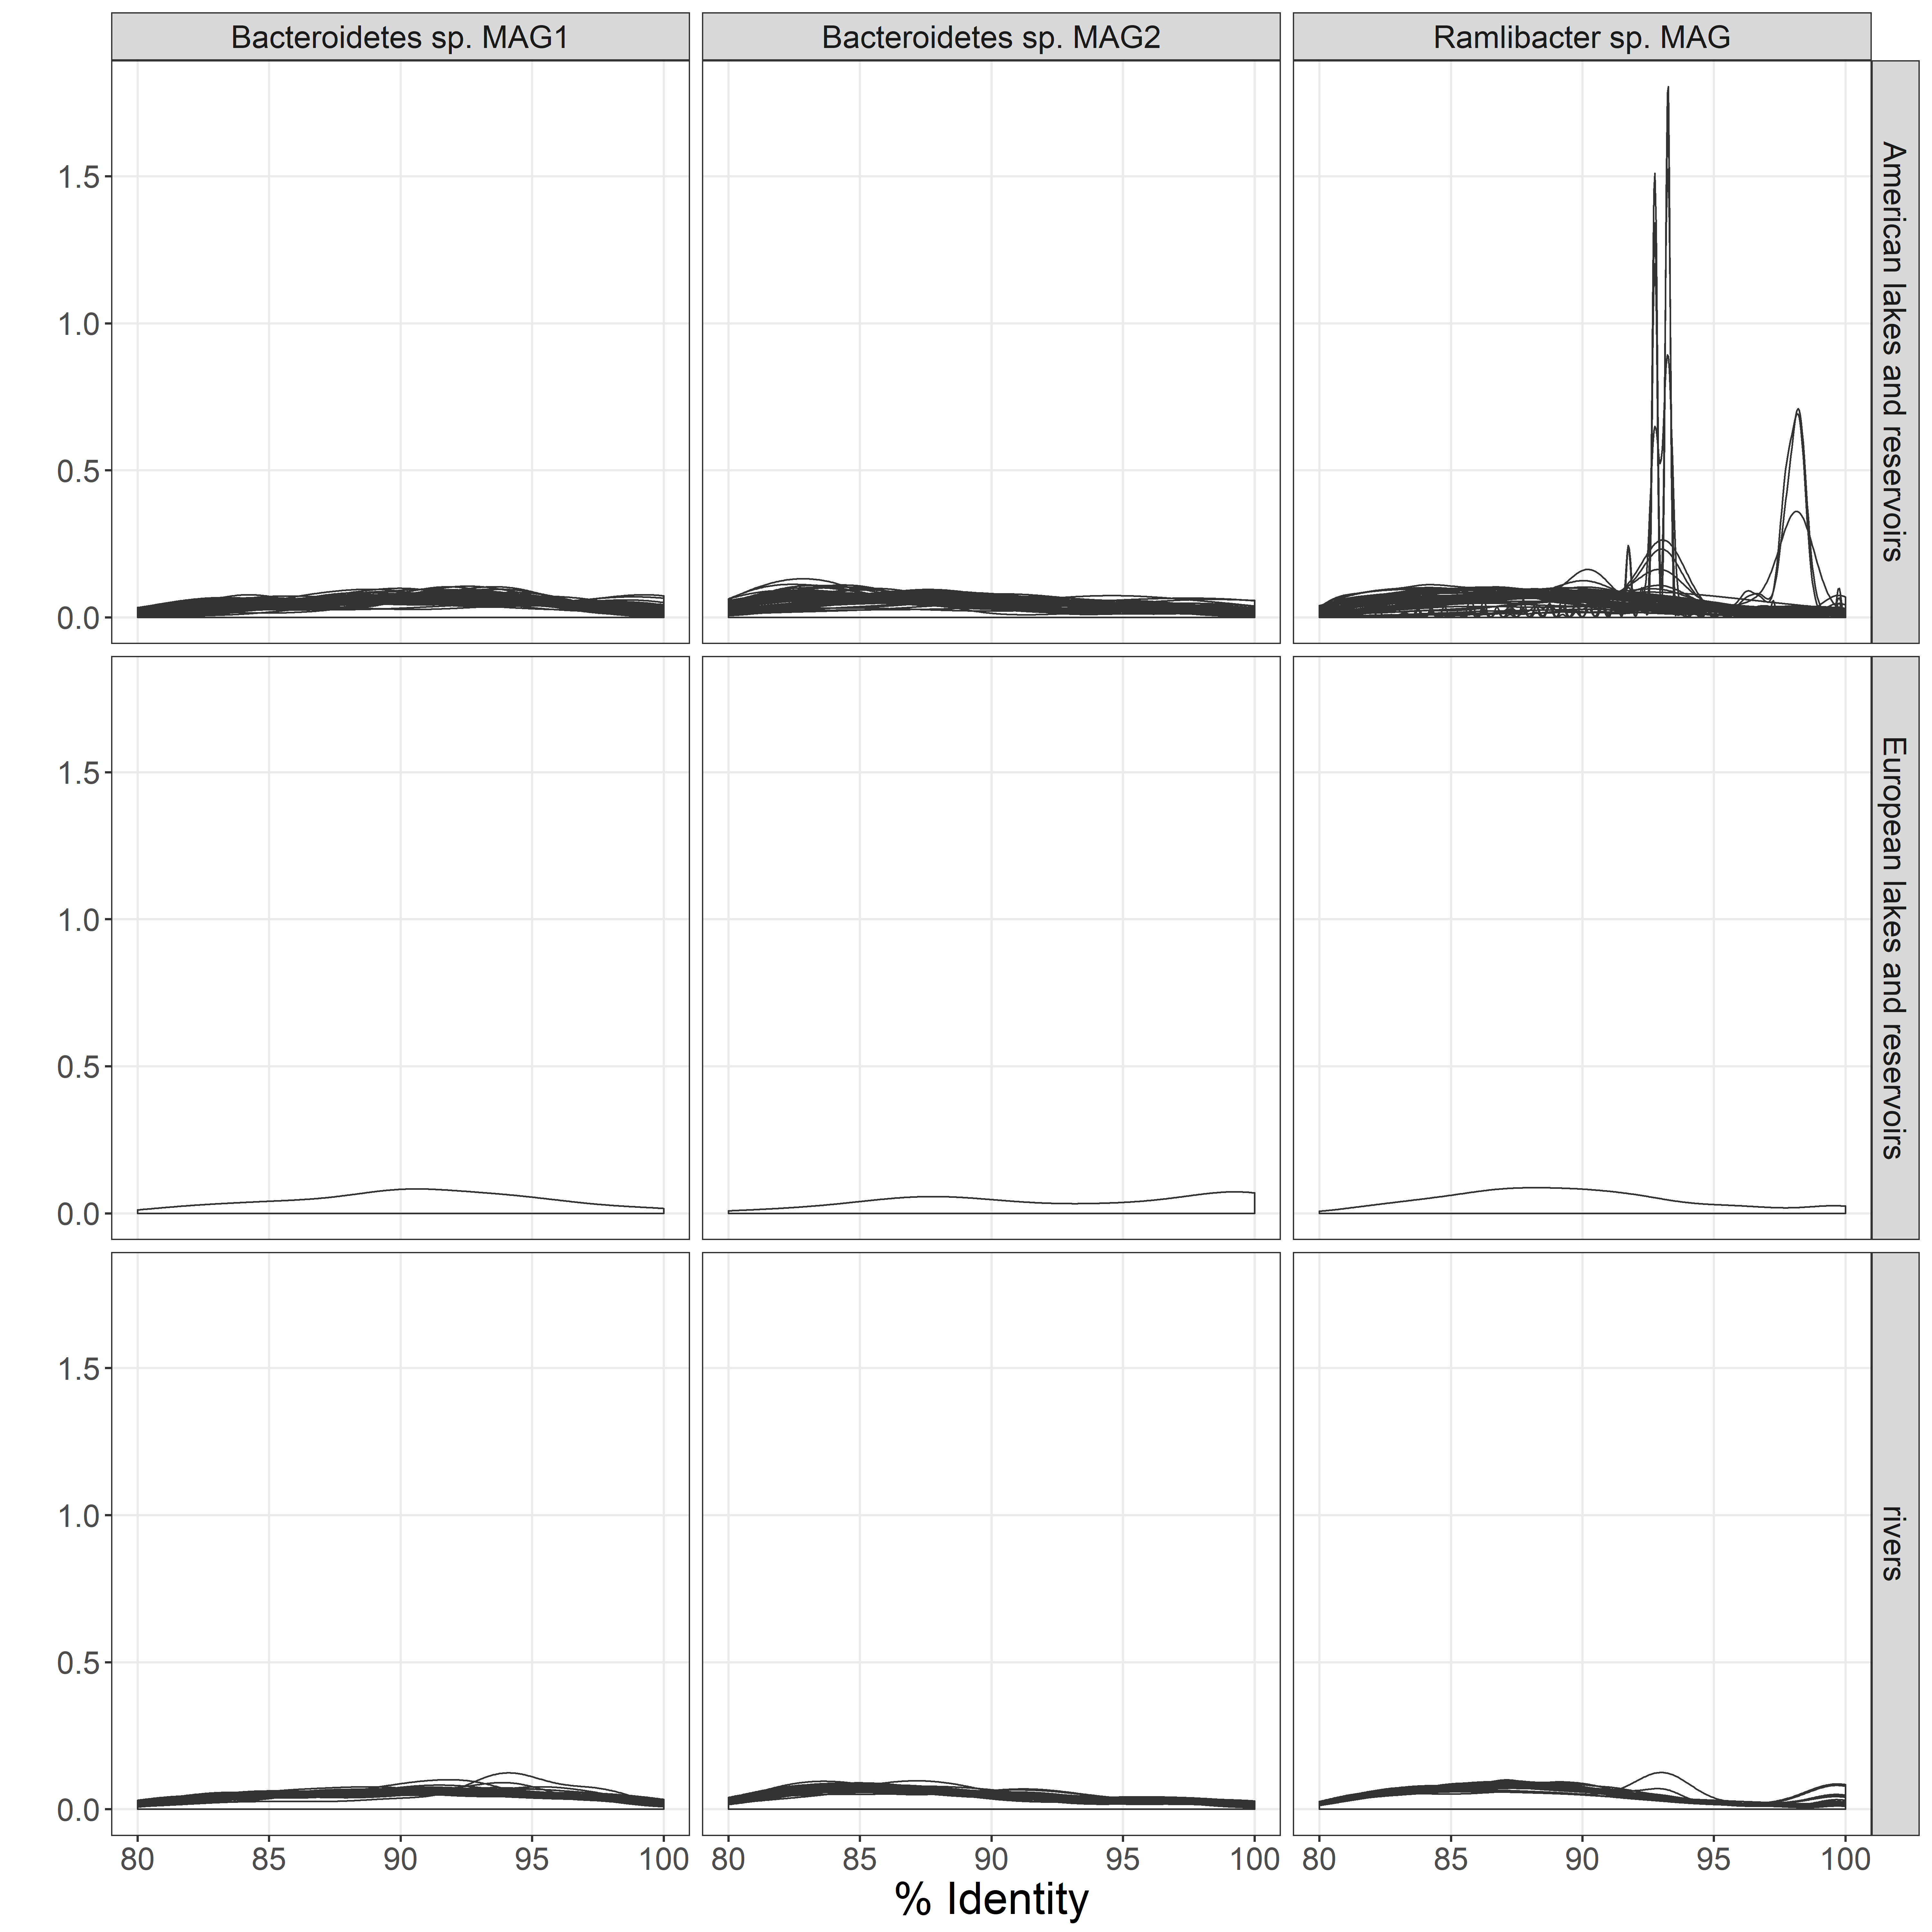 Bacteroidetes sp. MAG1
Bacteroidetes sp. MAG2
Ramlibacter sp. MAG
1.5
1.0
0.5
0.0
American lakes and reservoirs
1.5
1.0
0.5
0.0
European lakes and reservoirs
1.5
1.0
0.5
0.0
rivers
80 85 90 95 100 80 85 90 95 100 80 85 90 95 100
% Identity